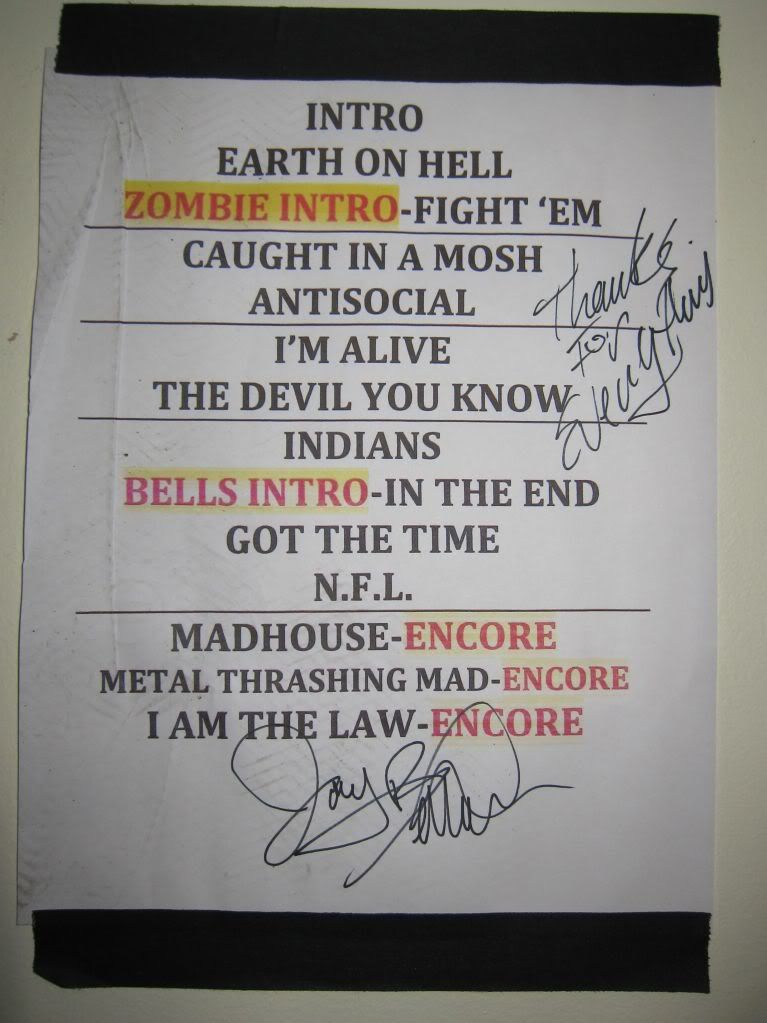 INTRO
EARTH ON HELL
ZOMBIE INTRO-FIGHT ‘EM
CAUGHT IN A MOSH
ANTISOCIAL
I’M ALIVE
THE DEVIL YOU KNOW
INDIANS
BELLS INTRO-IN THE END
GOT THE TIME
N.F.L.
MADHOUSE-ENCORE
METAL THRASHING MAD-ENCORE
I AM THE LAW-ENCORE
Thanks
For
Everything
Joey